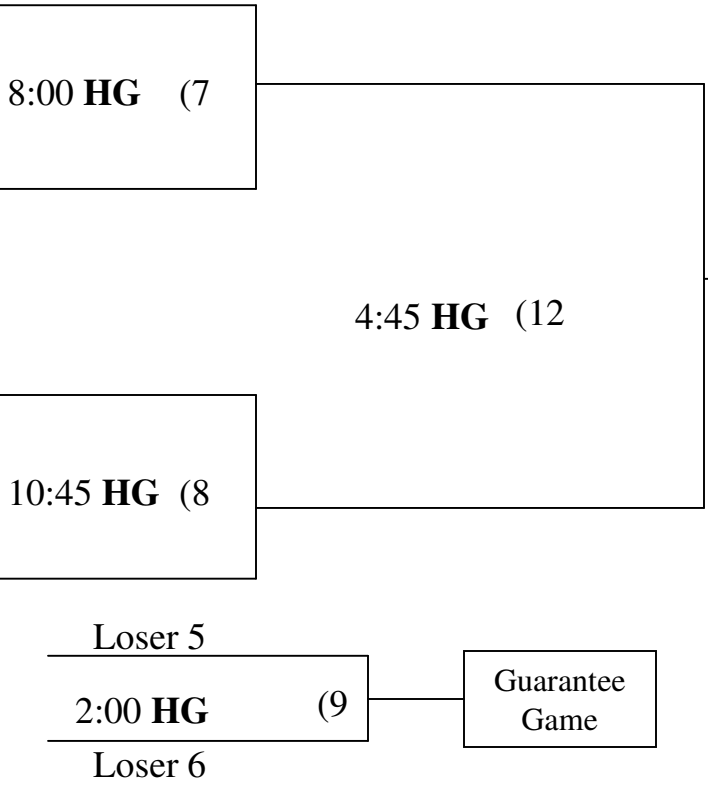 8:00 HG (7
4:45 HG (12
10:45 HG (8
Loser 5
2:00 HG (9
Loser 6
Guarantee
Game